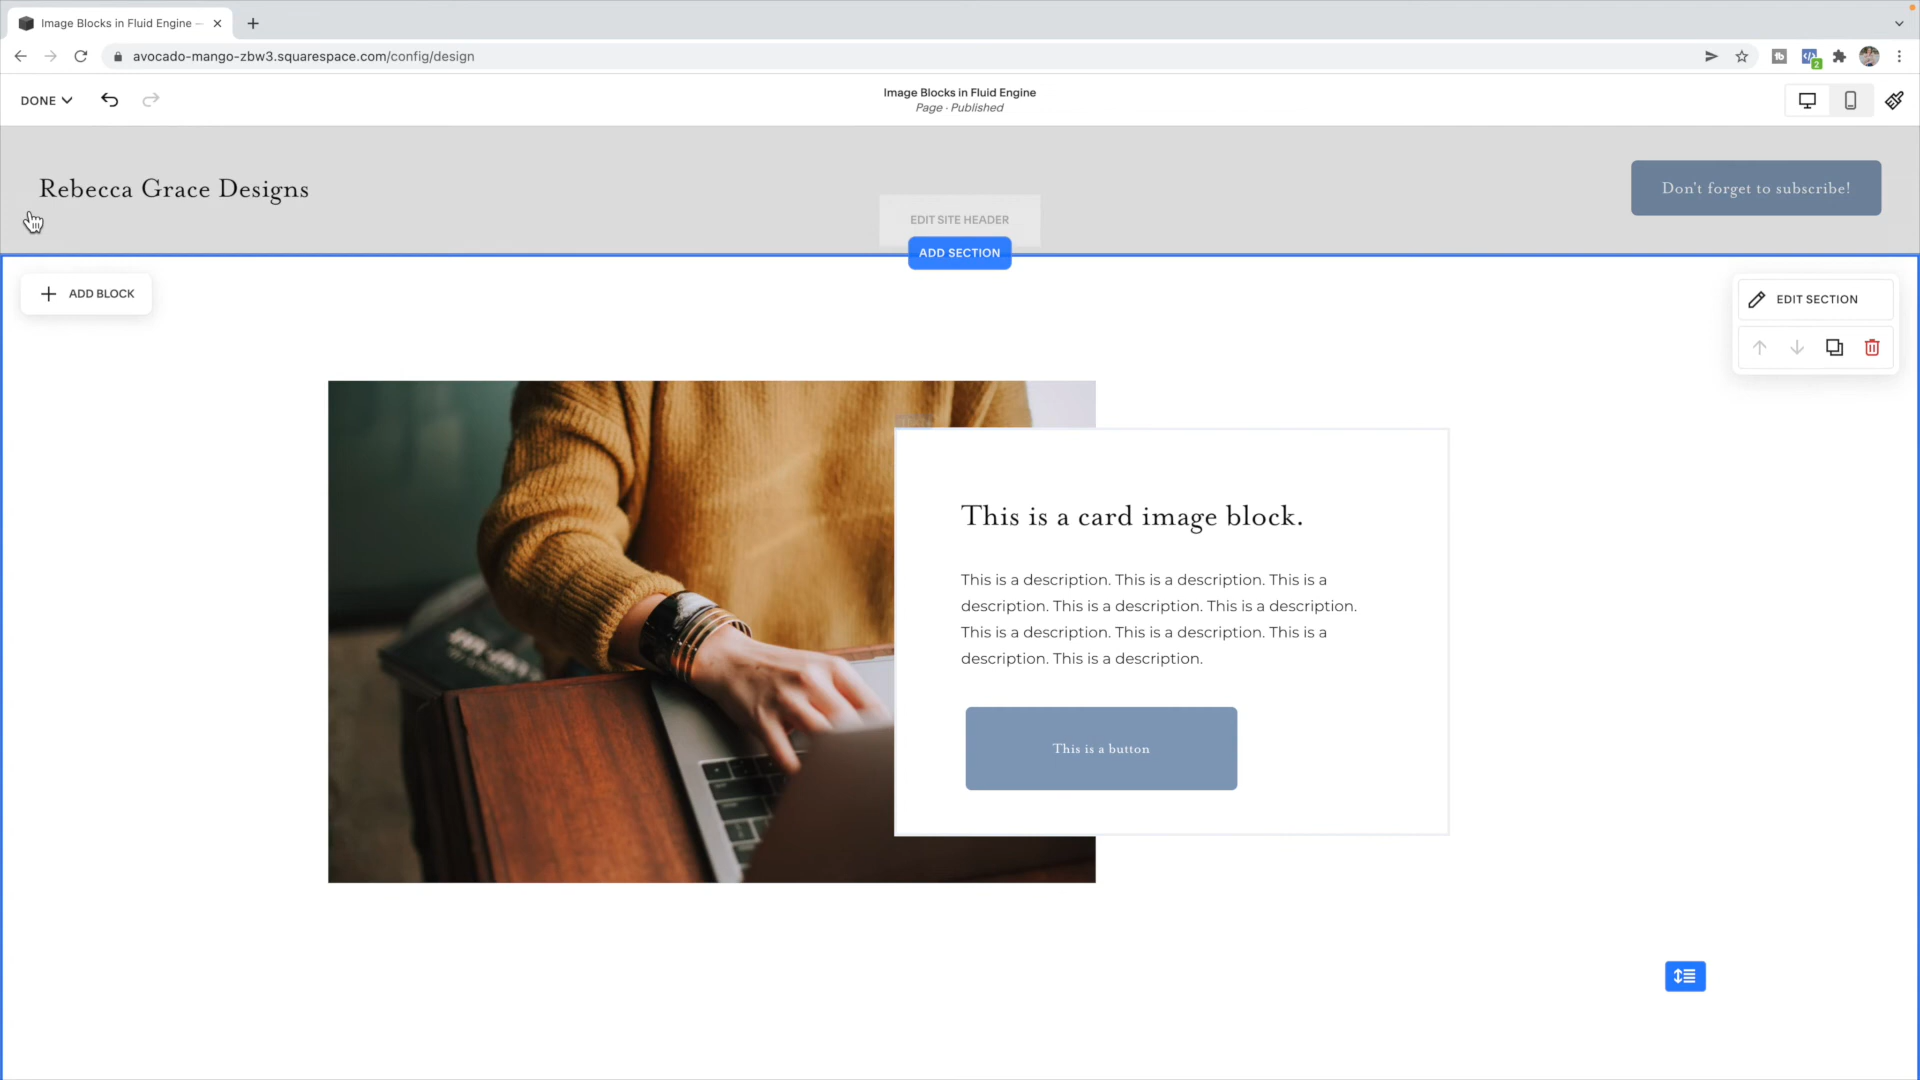 Image Blocks in Fluid Engine —
avocado-mango-zbw3.squarespace.com/config/design
2
DONE
Image Blocks in Fluid Engine
Page · Published
Rebecca Grace Designs
Don't forget to subscribe!
EDIT SITE HEADER
ADD SECTION
ADD BLOCK
EDIT SECTION
This is a card image block.
This is a description. This is a description. This is a
description. This is a description. This is a description.
This is a description. This is a description. This is a
description. This is a description.
This is a button